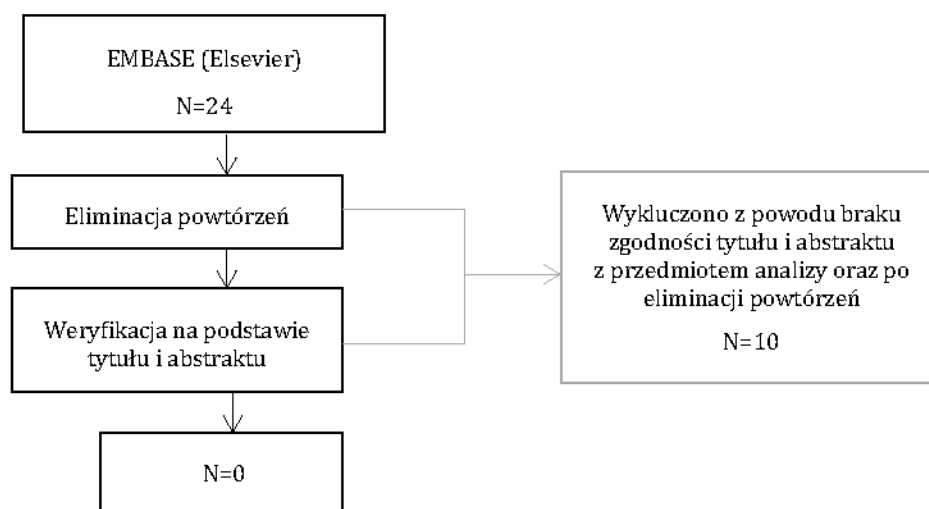 EMBASE (Elsevier)
N=24
Eliminacja powtórzeń
Weryfikacja na podstawie
tytułu i abstraktu
N=0
Wykluczono z powodu braku
zgodności tytułu i abstraktu
z przedmiotem analizy oraz po
eliminacji powtórzeń
N=10